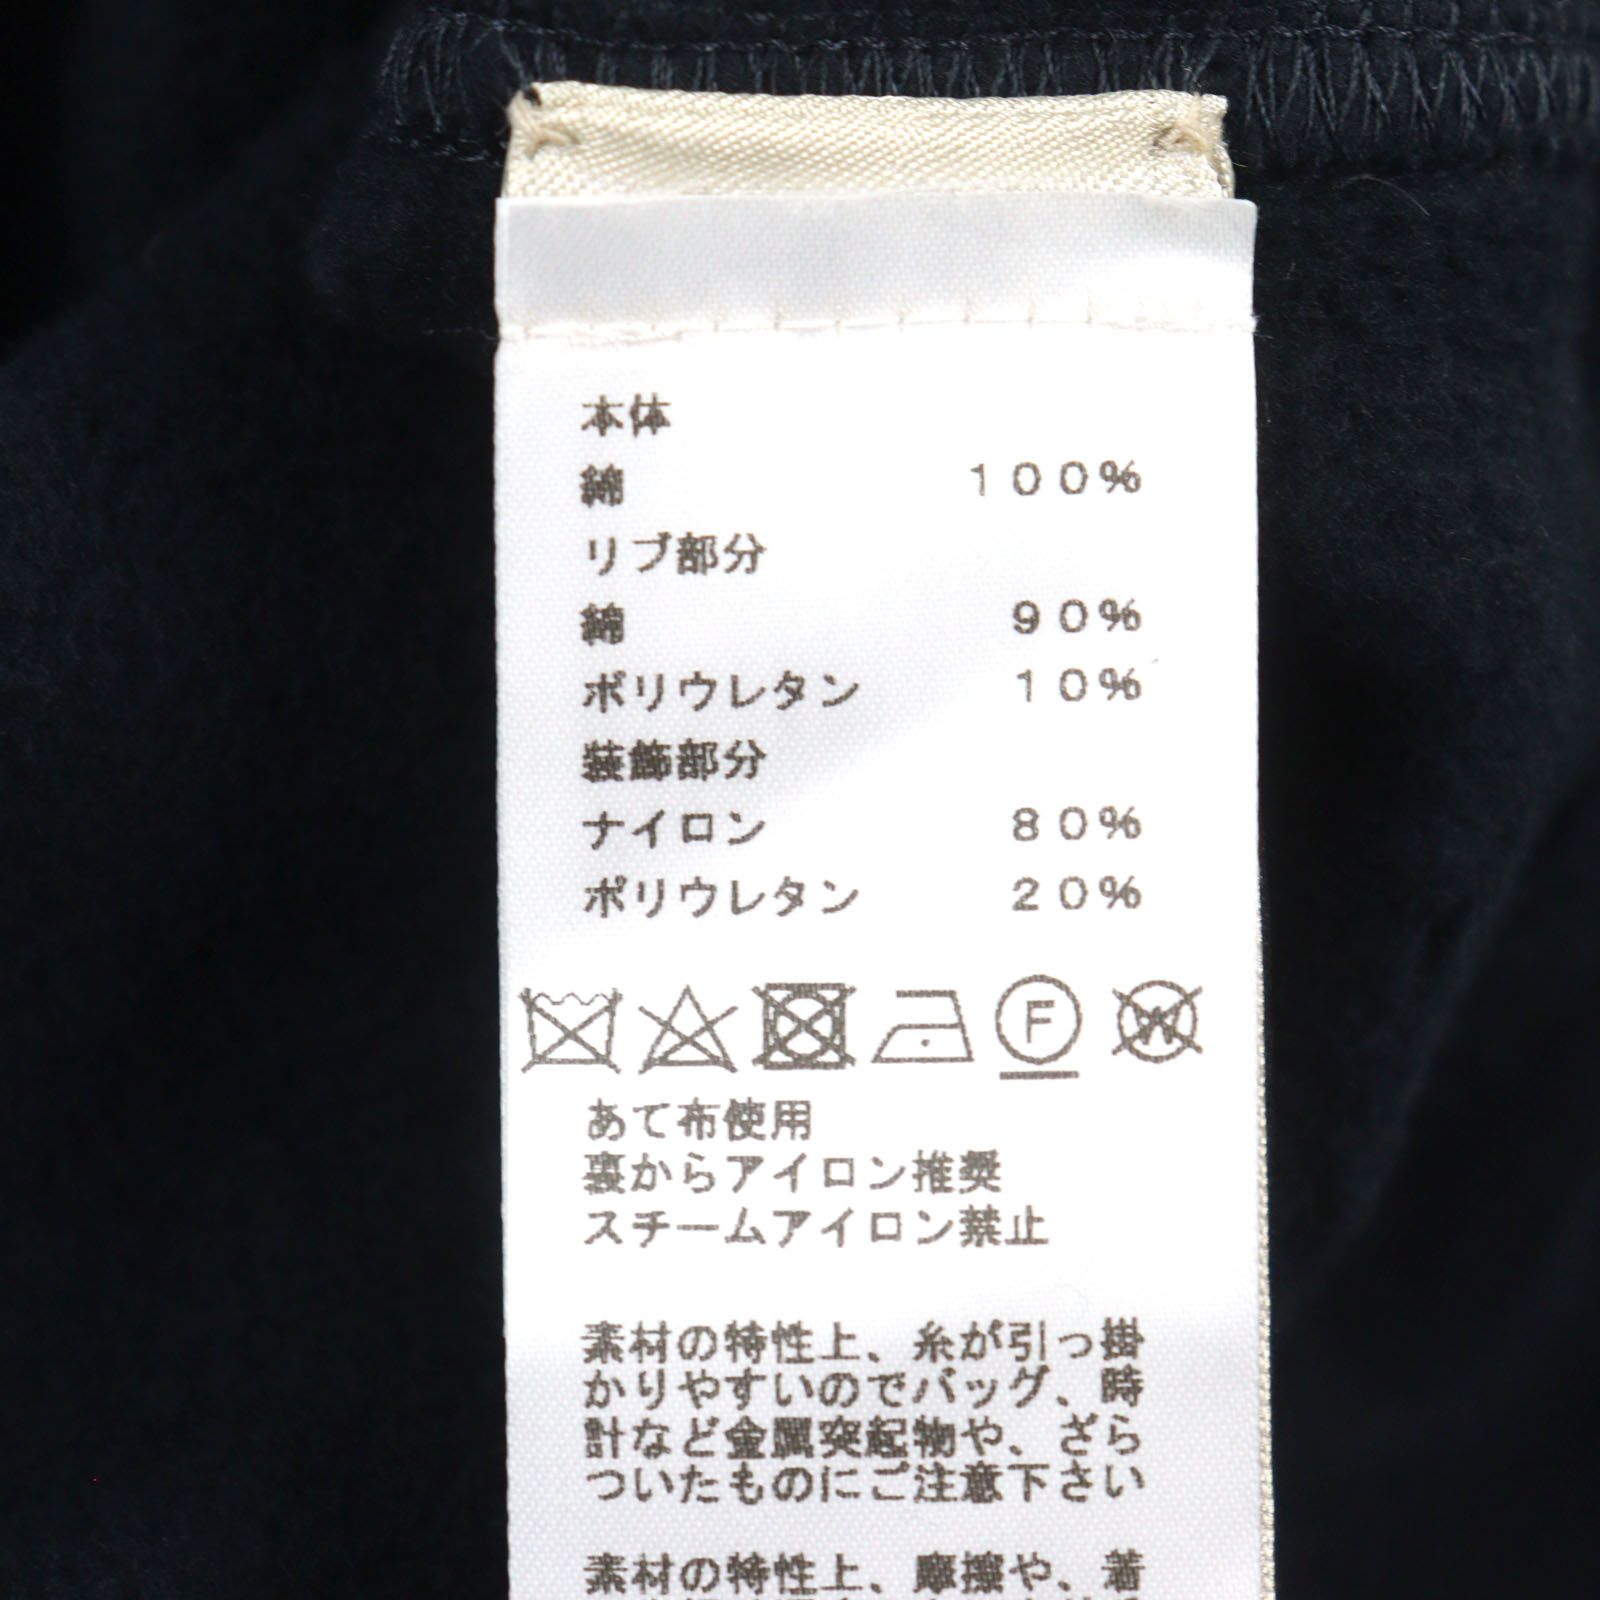 本体
綿 100%
リブ部分
綿 90%
ポリウレタン 10%
装飾部分
ナイロン 80%
ポリウレタン 20%
F W
あて布使用
裏からアイロン推奨
スチームアイロン禁止
素材の特性上、糸が引っ掛
かりやすいのでバッグ、時
計など金属突起物や、ざら
ついたものにご注意下さい
素材の特性上、摩擦や、着